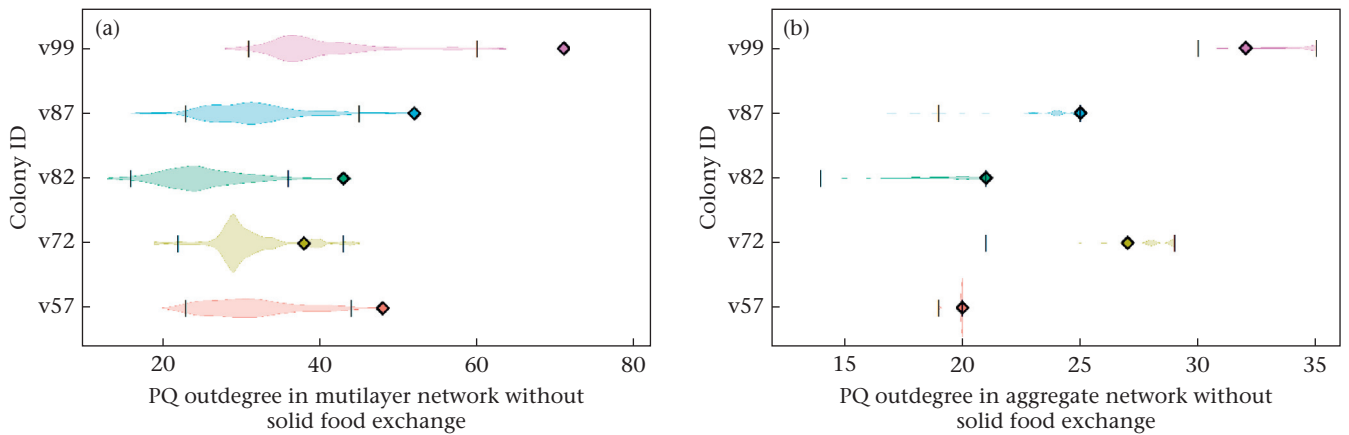 (a)
Colony ID
v99
v87
v82
v72
v57
20
40
60
80
PQ outdegree in mutilayer network without
solid food exchange
(b)
Colony ID
v99
v87
v82
v72
v57
15
20
25
30
35
PQ outdegree in aggregate network without
solid food exchange